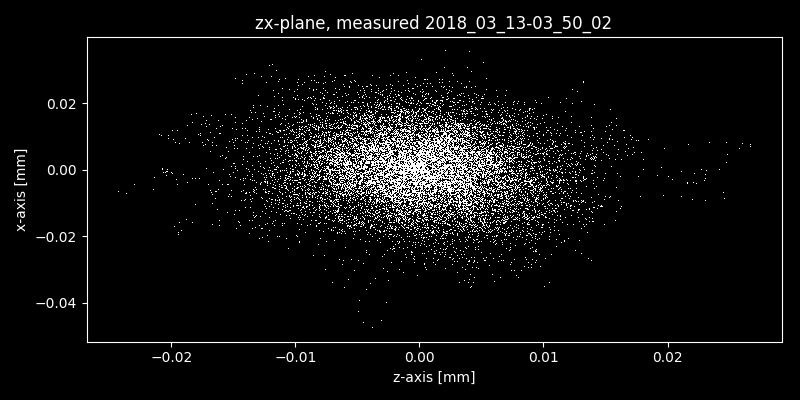 zx-plane, measured 2018_03_13-03_50_02
x-axis [mm]
0.02
0.00
−0.02
−0.04
−0.02 −0.01 0.00 0.01 0.02
z-axis [mm]